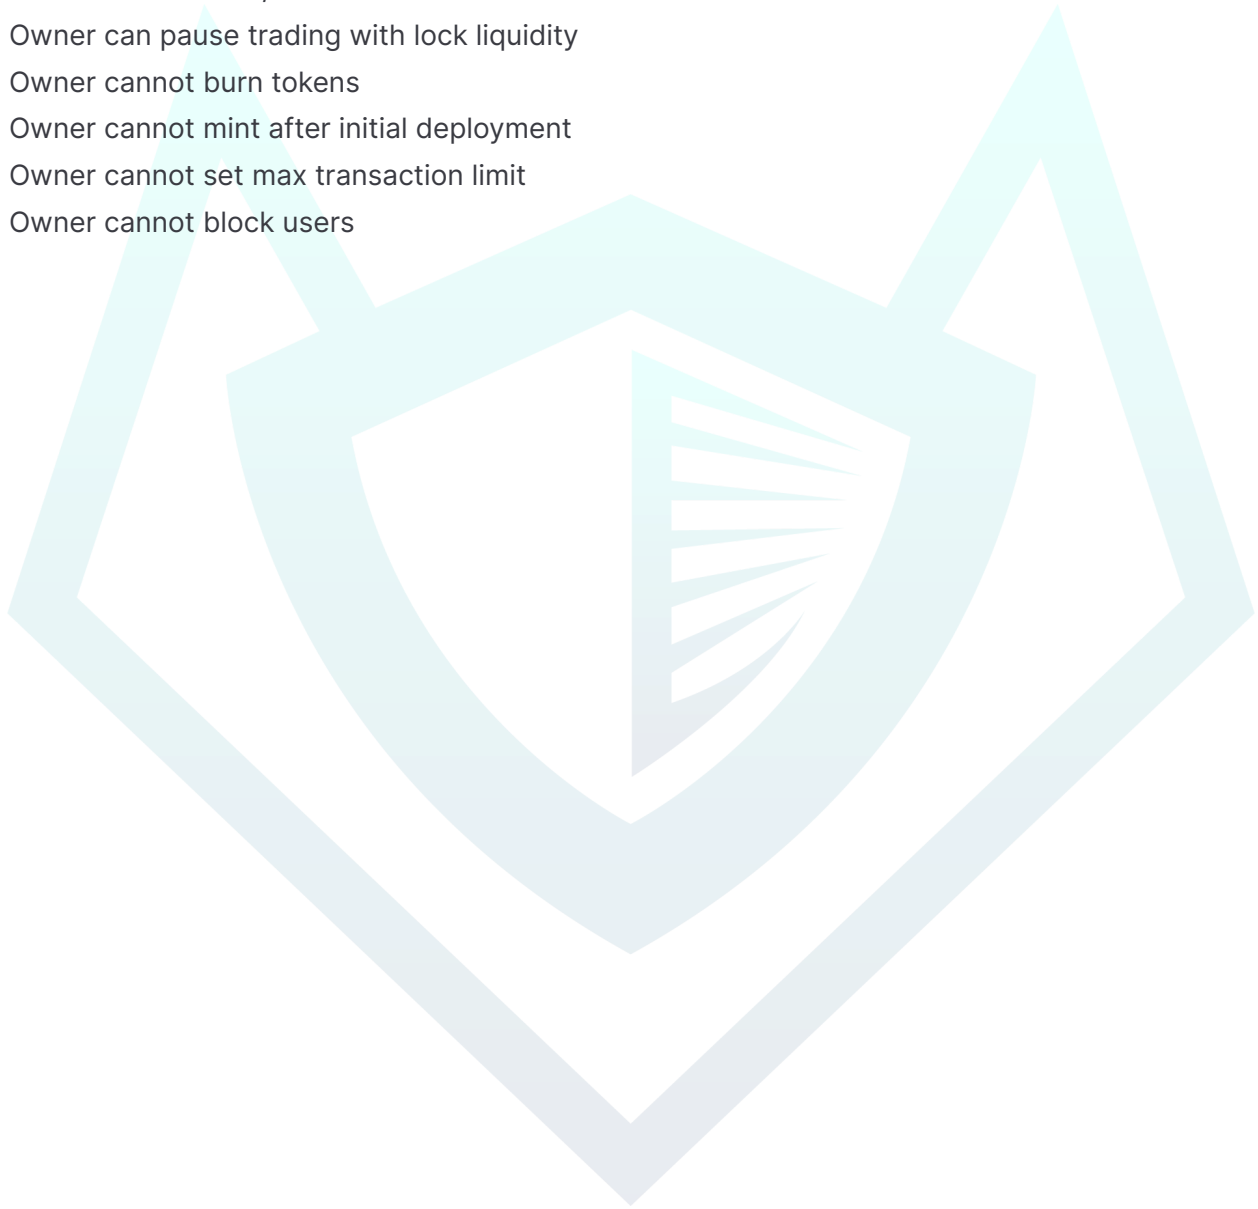 Owner can pause trading with lock liquidity
Owner cannot burn tokens
Owner cannot mint after initial deployment
Owner cannot set max transaction limit
Owner cannot block users